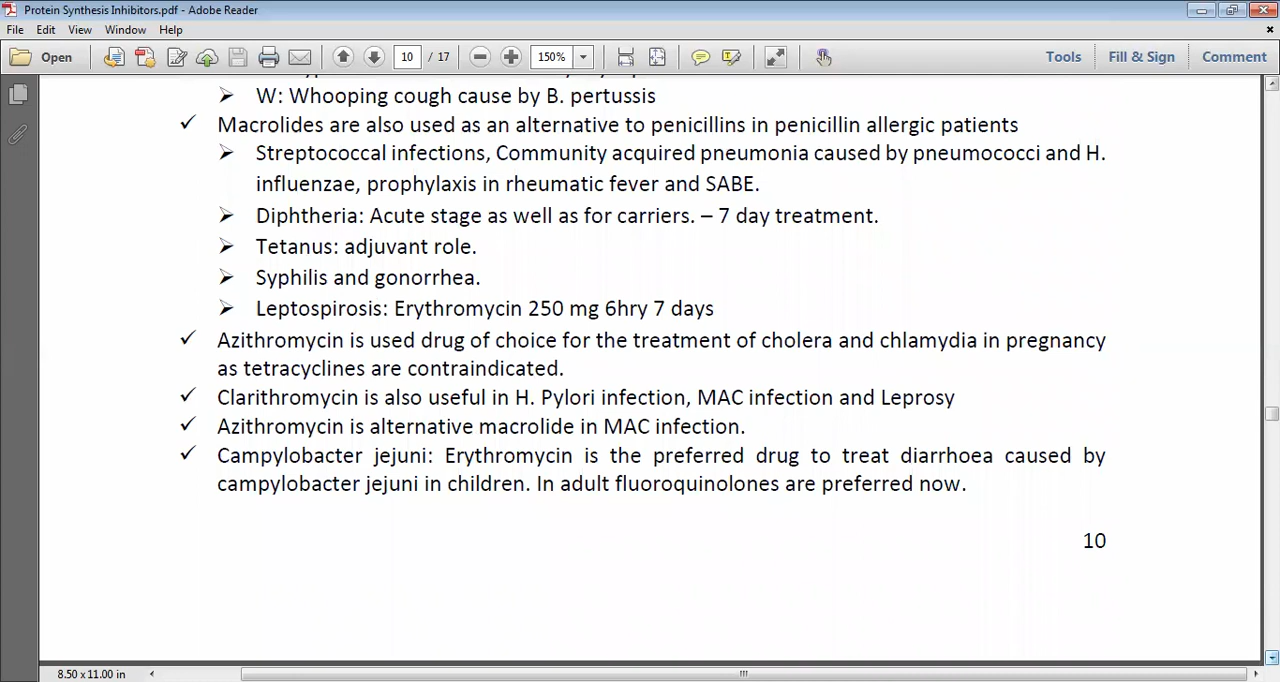 Protein Synthesis Inhibitors.pdf - Adobe Reader
File Edit View Window Help
Open 10 / 17 150% Tools Fill & Sign Comment
W: Whooping cough cause by B. pertussis
Macrolides are also used as an alternative to penicillins in penicillin allergic patients
Streptococcal infections, Community acquired pneumonia caused by pneumococci and H.
influenzae, prophylaxis in rheumatic fever and SABE.
Diphtheria: Acute stage as well as for carriers. – 7 day treatment.
Tetanus: adjuvant role.
Syphilis and gonorrhea.
Leptospirosis: Erythromycin 250 mg 6hry 7 days
Azithromycin is used drug of choice for the treatment of cholera and chlamydia in pregnancy
as tetracyclines are contraindicated.
Clarithromycin is also useful in H. Pylori infection, MAC infection and Leprosy
Azithromycin is alternative macrolide in MAC infection.
Campylobacter jejuni: Erythromycin is the preferred drug to treat diarrhoea caused by
campylobacter jejuni in children. In adult fluoroquinolones are preferred now.
10
8.50 x 11.00 in